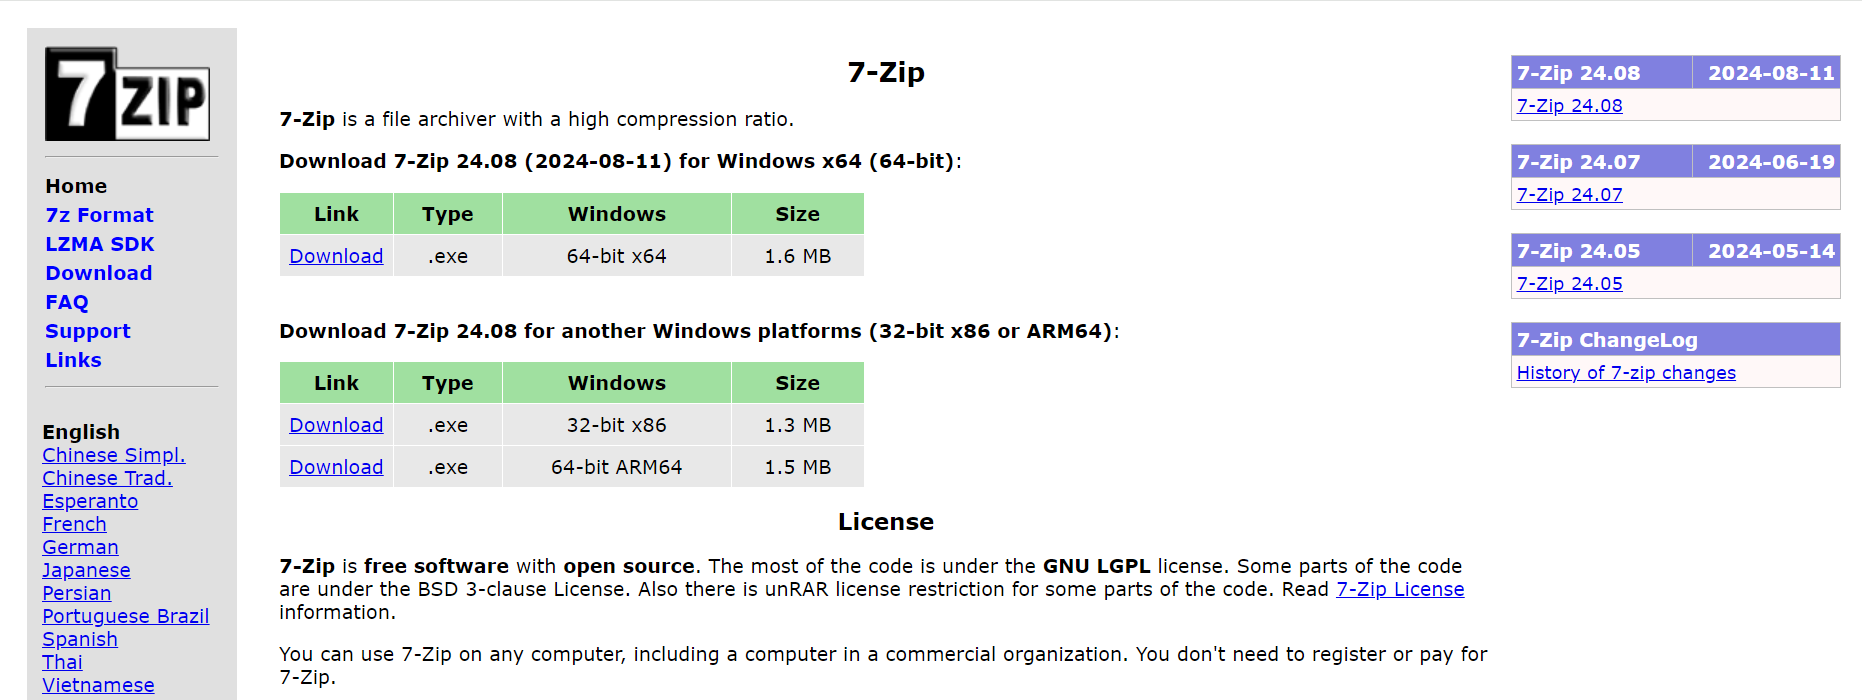 7ZIP
Home
7z Format
LZMA SDK
Download
FAQ
Support
Links
English
Chinese Simpl.
Chinese Trad.
Esperanto
French
German
Japanese
Persian
Portuguese Brazil
Spanish
Thai
Vietnamese
7-Zip
7-Zip is a file archiver with a high compression ratio.
Download 7-Zip 24.08 (2024-08-11) for Windows x64 (64-bit):
Link Type Windows Size
Download .exe 64-bit x64 1.6 MB
Download 7-Zip 24.08 for another Windows platforms (32-bit x86 or ARM64):
Link Type Windows Size
Download .exe 32-bit x86 1.3 MB
Download .exe 64-bit ARM64 1.5 MB
License
7-Zip is free software with open source. The most of the code is under the GNU LGPL license. Some parts of the code
are under the BSD 3-clause License. Also there is unRAR license restriction for some parts of the code. Read 7-Zip License
information.
You can use 7-Zip on any computer, including a computer in a commercial organization. You don't need to register or pay for
7-Zip.
7-Zip 24.08 2024-08-11
7-Zip 24.08
7-Zip 24.07 2024-06-19
7-Zip 24.07
7-Zip 24.05 2024-05-14
7-Zip 24.05
7-Zip ChangeLog
History of 7-zip changes